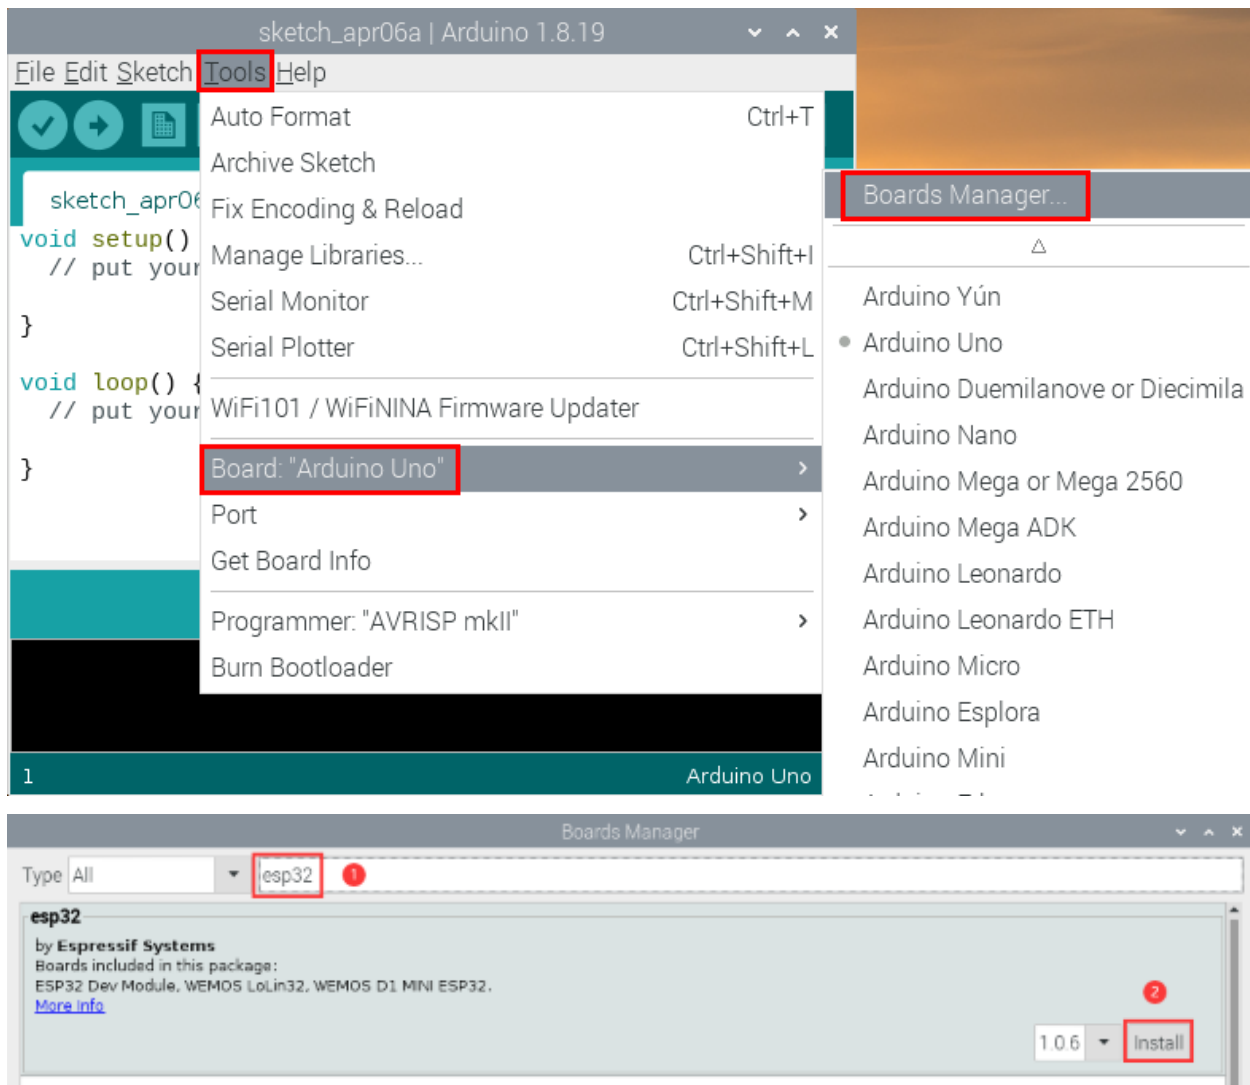 sketch_apr06a | Arduino 1.8.19
File Edit Sketch Tools Help
Auto Format Ctrl+T
Archive Sketch
Fix Encoding & Reload
Manage Libraries... Ctrl+Shift+I
Serial Monitor Ctrl+Shift+M
Serial Plotter Ctrl+Shift+L
WiFi101 / WiFiNINA Firmware Updater
Board: "Arduino Uno"
Port
Get Board Info
Programmer: "AVRISP mkII"
Burn Bootloader
sketch_apr06
void setup()
// put your
}
void loop() {
// put your
}
1 Arduino Uno
Boards Manager...
Arduino Yún
Arduino Uno
Arduino Duemilanove or Diecimila
Arduino Nano
Arduino Mega or Mega 2560
Arduino Mega ADK
Arduino Leonardo
Arduino Leonardo ETH
Arduino Micro
Arduino Esplora
Arduino Mini
Boards Manager
Type All esp32 1
esp32
by Espressif Systems
Boards included in this package:
ESP32 Dev Module, WEMOS LoLin32, WEMOS D1 MINI ESP32.
More Info
2
1.0.6 Install